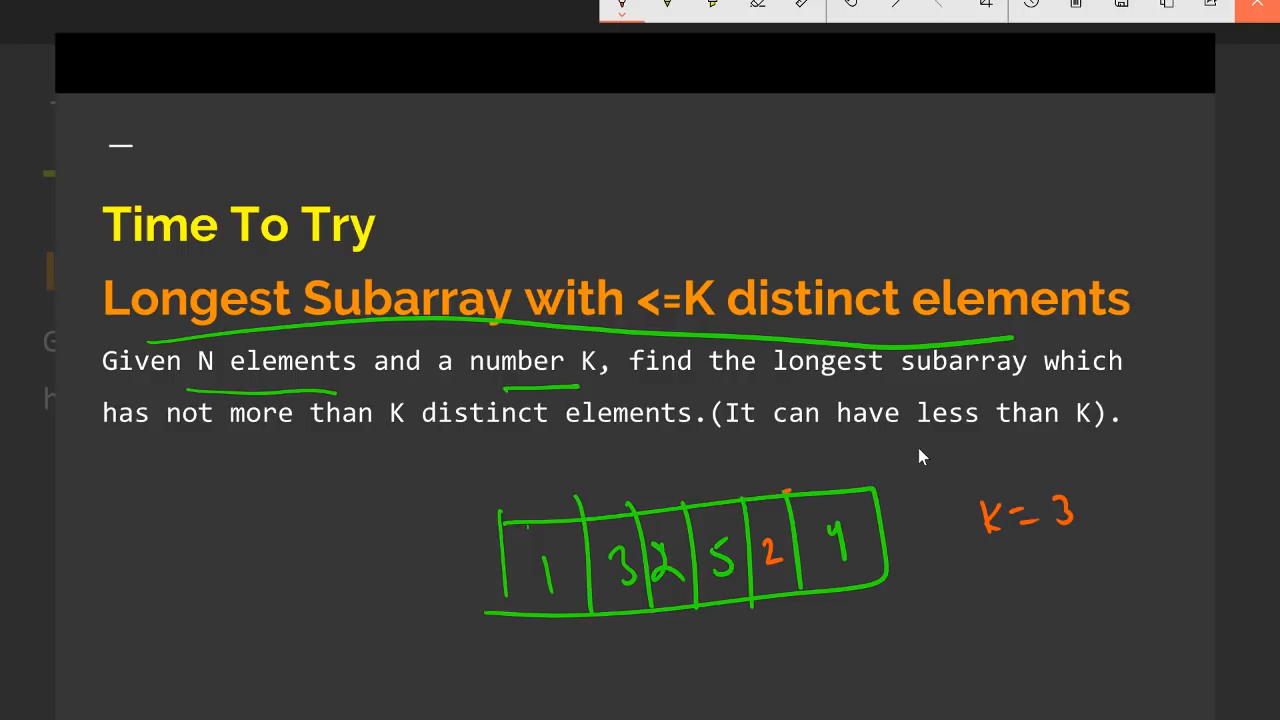 Time To Try
Longest Subarray with <=K distinct elements
Given N elements and a number K, find the longest subarray which
has not more than K distinct elements.(It can have less than K).
K = 3
1 3 2 5 2 4